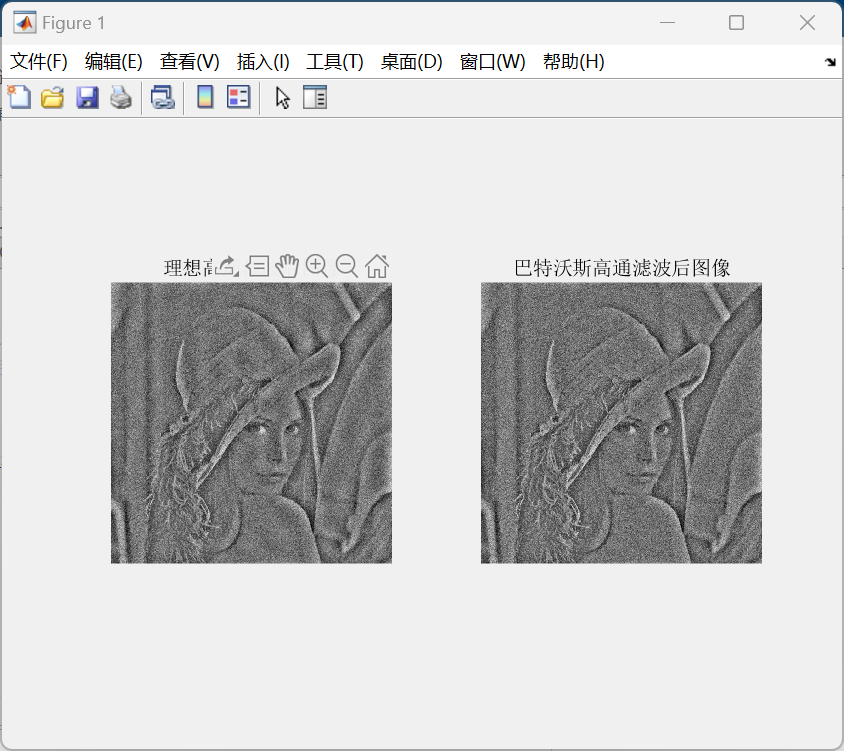 Figure 1
文件(F) 编辑(E) 查看(V) 插入(I) 工具(T) 桌面(D) 窗口(W) 帮助(H)
理想高 巴特沃斯高通滤波后图像